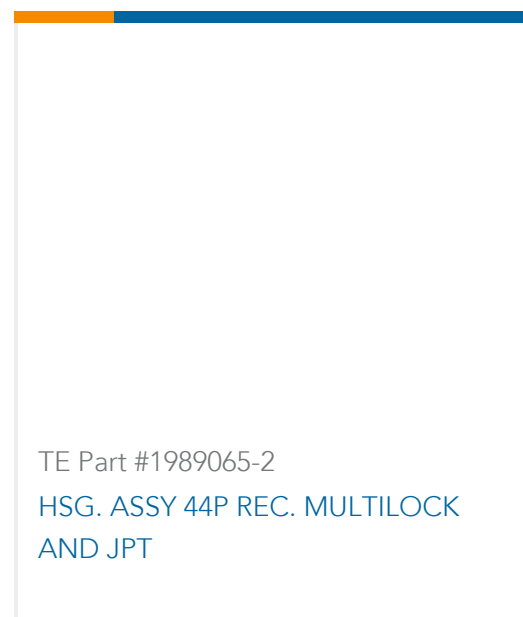 TE Part #1989065-2
HSG. ASSY 44P REC. MULTILOCK
AND JPT